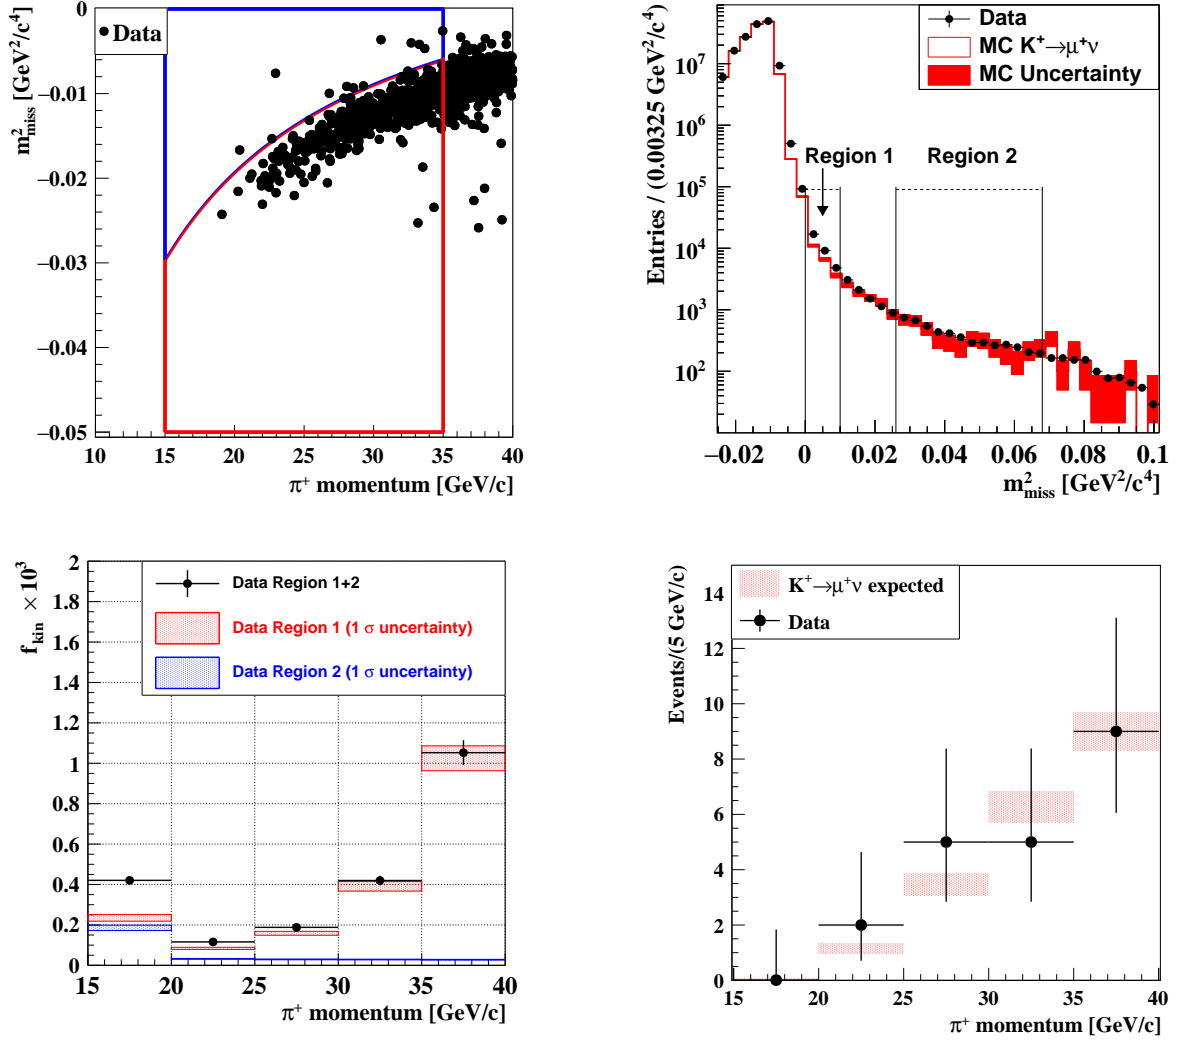 Data
m²miss [GeV²/c⁴]
0
−0.01
−0.02
−0.03
−0.04
−0.05
10 15 20 25 30 35 40
π⁺ momentum [GeV/c]
Data
MC K⁺→μ⁺ν
MC Uncertainty
Region 1
Region 2
Entries / (0.00325 GeV²/c⁴)
10⁷
10⁶
10⁵
10⁴
10³
10²
−0.02 0 0.02 0.04 0.06 0.08 0.1
m²miss [GeV²/c⁴]
Data Region 1+2
Data Region 1 (1 σ uncertainty)
Data Region 2 (1 σ uncertainty)
fkin × 10³
2
1.8
1.6
1.4
1.2
1
0.8
0.6
0.4
0.2
0
15 20 25 30 35 40
π⁺ momentum [GeV/c]
K⁺→μ⁺ν expected
Data
Events/(5 GeV/c)
14
12
10
8
6
4
2
0
15 20 25 30 35 40
π⁺ momentum [GeV/c]